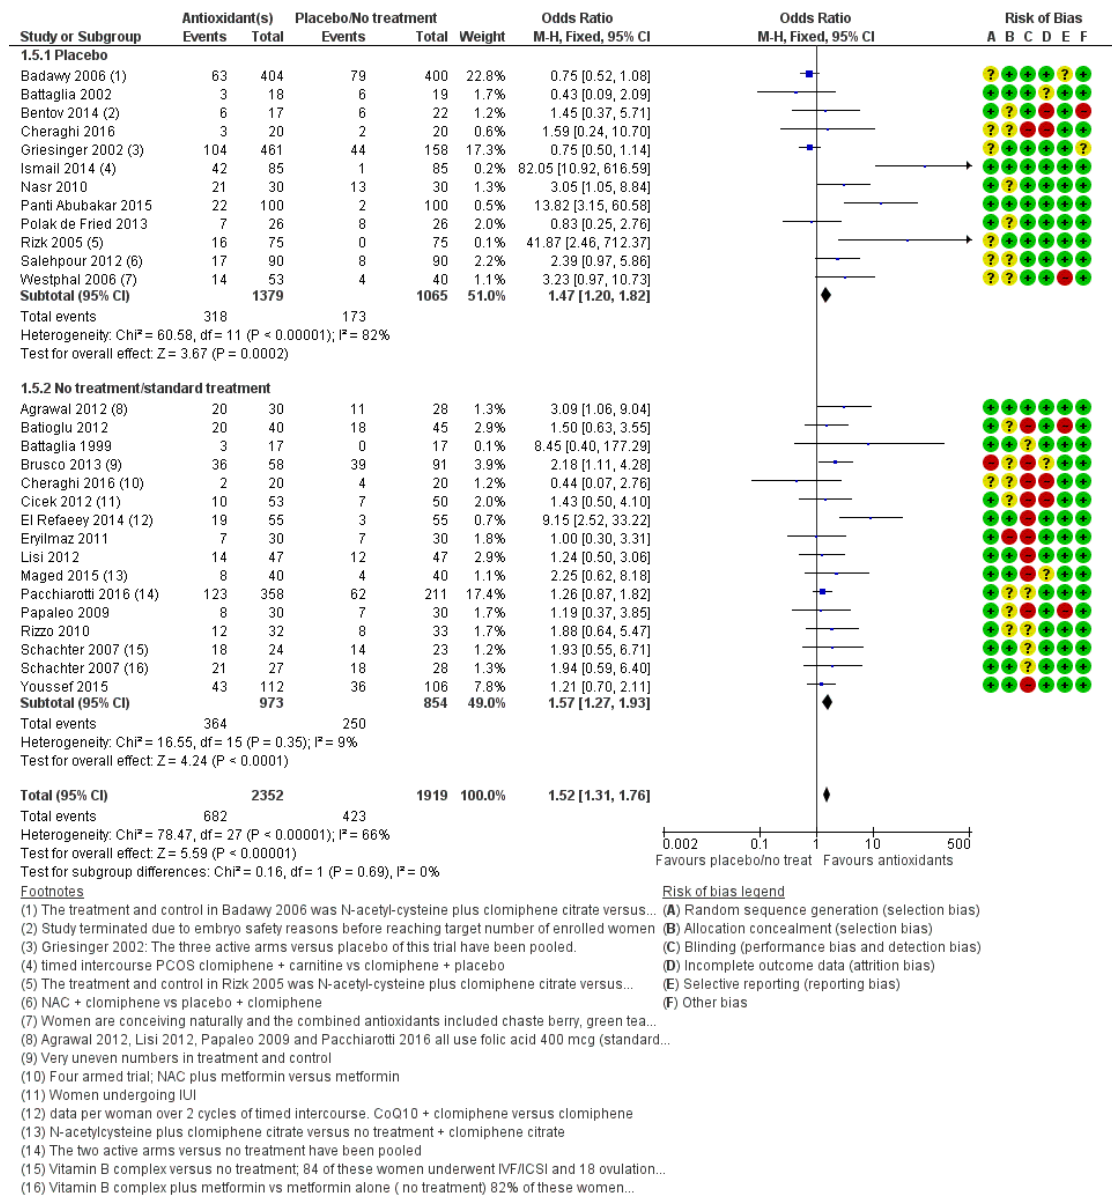 Antioxidant(s) Placebo/No treatment Odds Ratio Odds Ratio Risk of Bias
Study or Subgroup Events Total Events Total Weight M-H, Fixed, 95% CI M-H, Fixed, 95% CI A B C D E F
1.5.1 Placebo
Badawy 2006 (1) 63 404 79 400 22.8% 0.75 [0.52, 1.08] ? + + + ? +
Battaglia 2002 3 18 6 19 1.7% 0.43 [0.09, 2.09] + + + ? + +
Bentov 2014 (2) 6 17 6 22 1.4% 1.45 [0.37, 5.71] + ? + - + -
Cheraghi 2016 3 20 2 20 0.6% 1.59 [0.24, 10.70] ? ? - - + +
Griesinger 2002 (3) 104 461 44 158 17.3% 0.75 [0.50, 1.14] ? + + + + ?
Ismail 2014 (4) 42 85 1 85 0.2% 82.05 [10.92, 616.59] + + + + + +
Nasr 2010 21 30 13 30 1.5% 3.05 [1.05, 8.84] + ? + + + +
Panti Abubakar 2015 22 100 2 100 0.6% 13.82 [3.15, 60.58] + + + + + +
Polak de Fried 2013 7 26 8 26 2.0% 0.83 [0.25, 2.76] + ? + + + +
Rizk 2005 (5) 16 75 0 75 0.1% 41.87 [2.46, 712.37] ? + + + + +
Salehpour 2012 (6) 17 90 8 90 2.2% 2.39 [0.97, 5.86] ? ? + + + +
Westphal 2006 (7) 14 53 4 40 1.1% 3.23 [0.97, 10.73] ? ? + + - +
Subtotal (95% CI) 1379 1065 51.0% 1.47 [1.20, 1.82]
Total events 318 173
Heterogeneity: Chi² = 60.58, df = 11 (P < 0.00001); I² = 82%
Test for overall effect: Z = 3.67 (P = 0.0002)
1.5.2 No treatment/standard treatment
Agrawal 2012 (8) 20 30 11 28 1.3% 3.09 [1.06, 9.04] + + + + + +
Batioglu 2012 20 40 18 45 2.9% 1.50 [0.63, 3.55] + ? - + - +
Battaglia 1999 3 17 0 17 0.1% 8.45 [0.40, 177.29] + + ? + + +
Brusco 2013 (9) 36 58 39 91 3.9% 2.18 [1.11, 4.28] - ? - ? + +
Cheraghi 2016 (10) 2 20 4 20 1.2% 0.44 [0.07, 2.76] ? ? - - + +
Cicek 2012 (11) 10 53 7 50 2.0% 1.43 [0.50, 4.10] + ? - - + +
El Refaeey 2014 (12) 19 55 3 55 0.7% 9.15 [2.52, 33.22] + + - + + +
Eryilmaz 2011 7 30 7 30 1.8% 1.00 [0.30, 3.31] + - - + + +
Lisi 2012 14 47 12 47 2.9% 1.24 [0.50, 3.06] + + - + + +
Maged 2015 (13) 8 40 4 40 1.1% 2.25 [0.62, 8.18] + + - ? + +
Pacchiarotti 2016 (14) 123 358 62 211 17.4% 1.26 [0.87, 1.82] + ? ? + + +
Papaleo 2009 8 30 7 30 1.7% 1.19 [0.37, 3.85] + ? - + - +
Rizzo 2010 12 32 8 33 1.7% 1.88 [0.64, 5.47] + ? ? + + +
Schachter 2007 (15) 18 24 14 23 1.2% 1.93 [0.55, 6.71] + + ? + + +
Schachter 2007 (16) 21 27 18 28 1.3% 1.94 [0.59, 6.40] + + ? + + +
Youssef 2015 43 112 36 106 7.8% 1.21 [0.70, 2.11] + + - + + +
Subtotal (95% CI) 973 854 49.0% 1.57 [1.27, 1.93]
Total events 364 250
Heterogeneity: Chi² = 16.55, df = 15 (P = 0.35); I² = 9%
Test for overall effect: Z = 4.24 (P < 0.0001)
Total (95% CI) 2352 1919 100.0% 1.52 [1.31, 1.76]
Total events 682 423
Heterogeneity: Chi² = 78.47, df = 27 (P < 0.00001); I² = 66%
Test for overall effect: Z = 5.59 (P < 0.00001)
Test for subgroup differences: Chi² = 0.16, df = 1 (P = 0.69), I² = 0%
0.002 0.1 1 10 500
Favours placebo/no treat Favours antioxidants
Footnotes
(1) The treatment and control in Badawy 2006 was N-acetyl-cysteine plus clomiphene citrate versus...
(2) Study terminated due to embryo safety reasons before reaching target number of enrolled women
(3) Griesinger 2002: The three active arms versus placebo of this trial have been pooled.
(4) timed intercourse PCOS clomiphene + carnitine vs clomiphene + placebo
(5) The treatment and control in Rizk 2005 was N-acetyl-cysteine plus clomiphene citrate versus...
(6) NAC + clomiphene vs placebo + clomiphene
(7) Women are conceiving naturally and the combined antioxidants included chaste berry, green tea...
(8) Agrawal 2012, Lisi 2012, Papaleo 2009 and Pacchiarotti 2016 all use folic acid 400 mcg (standard...
(9) Very uneven numbers in treatment and control
(10) Four armed trial; NAC plus metformin versus metformin
(11) Women undergoing IUI
(12) data per woman over 2 cycles of timed intercourse. CoQ10 + clomiphene versus clomiphene
(13) N-acetylcysteine plus clomiphene citrate versus no treatment + clomiphene citrate
(14) The two active arms versus no treatment have been pooled
(15) Vitamin B complex versus no treatment; 84 of these women underwent IVF/ICSI and 18 ovulation...
(16) Vitamin B complex plus metformin vs metformin alone ( no treatment) 82% of these women...
Risk of bias legend
(A) Random sequence generation (selection bias)
(B) Allocation concealment (selection bias)
(C) Blinding (performance bias and detection bias)
(D) Incomplete outcome data (attrition bias)
(E) Selective reporting (reporting bias)
(F) Other bias